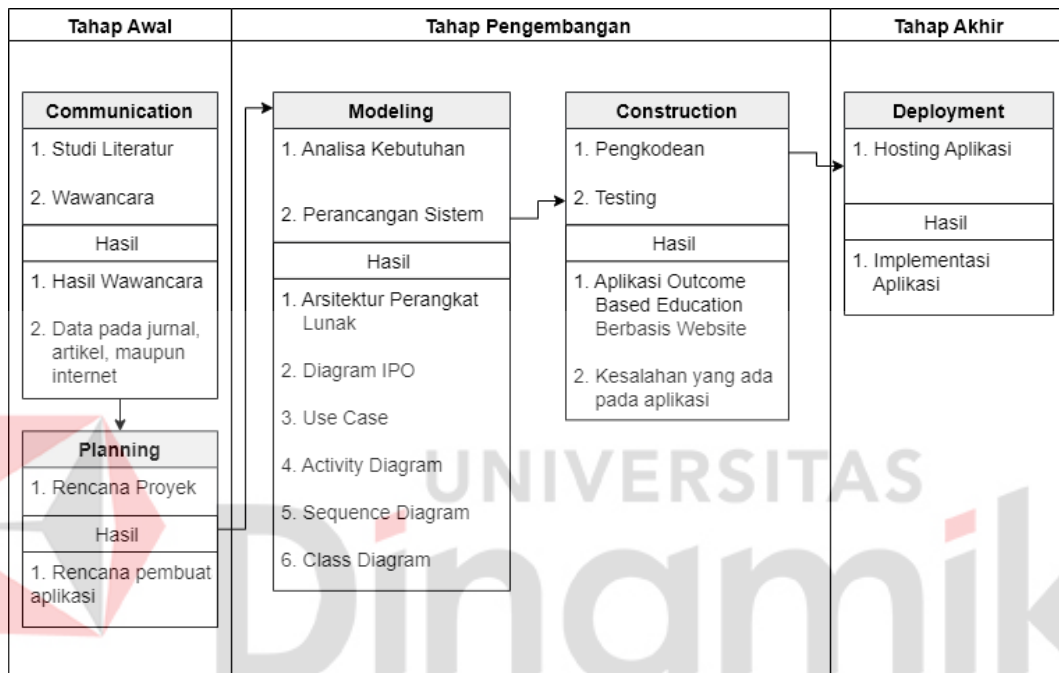 Tahap Awal
Tahap Pengembangan
Tahap Akhir
Communication
1. Studi Literatur
2. Wawancara
Hasil
1. Hasil Wawancara
2. Data pada jurnal,
artikel, maupun
internet
Planning
1. Rencana Proyek
Hasil
1. Rencana pembuat
aplikasi
Modeling
1. Analisa Kebutuhan
2. Perancangan Sistem
Hasil
1. Arsitektur Perangkat
Lunak
2. Diagram IPO
3. Use Case
4. Activity Diagram
5. Sequence Diagram
6. Class Diagram
Construction
1. Pengkodean
2. Testing
Hasil
1. Aplikasi Outcome
Based Education
Berbasis Website
2. Kesalahan yang ada
pada aplikasi
Deployment
1. Hosting Aplikasi
Hasil
1. Implementasi
Aplikasi
UNIVERSITAS
Dinamik